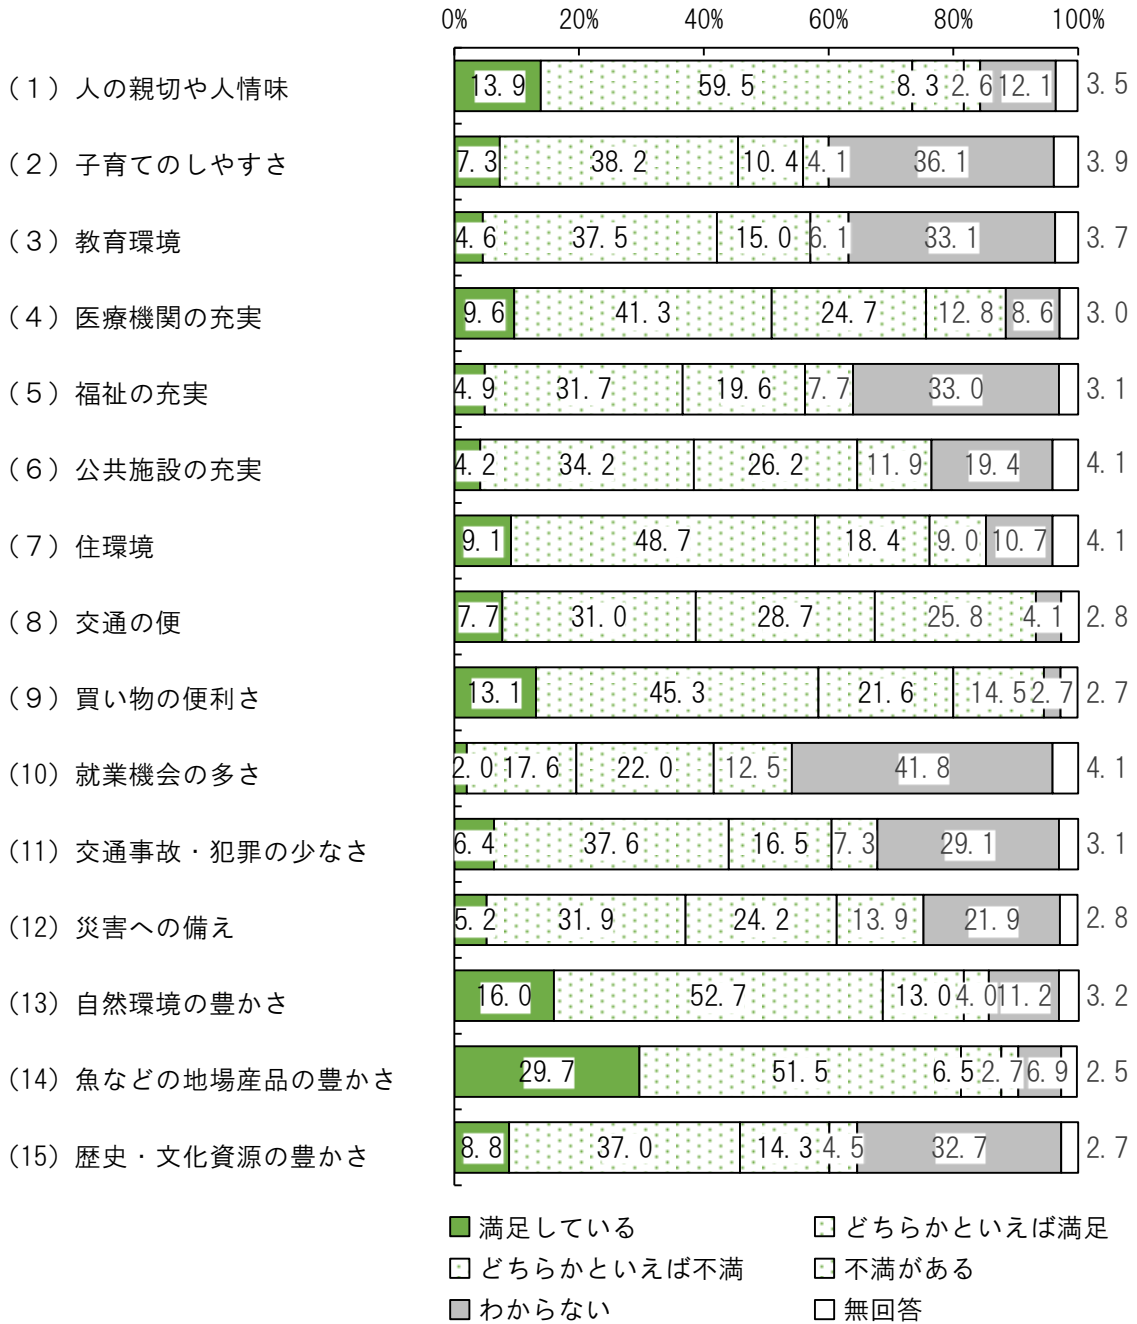 0% 20% 40% 60% 80% 100%
(1) 人の親切や人情味 13.9 59.5 8.3 2.6 12.1 3.5
(2) 子育てのしやすさ 7.3 38.2 10.4 4.1 36.1 3.9
(3) 教育環境 4.6 37.5 15.0 6.1 33.1 3.7
(4) 医療機関の充実 9.6 41.3 24.7 12.8 8.6 3.0
(5) 福祉の充実 4.9 31.7 19.6 7.7 33.0 3.1
(6) 公共施設の充実 4.2 34.2 26.2 11.9 19.4 4.1
(7) 住環境 9.1 48.7 18.4 9.0 10.7 4.1
(8) 交通の便 7.7 31.0 28.7 25.8 4.1 2.8
(9) 買い物の便利さ 13.1 45.3 21.6 14.5 2.7 2.7
(10) 就業機会の多さ 2.0 17.6 22.0 12.5 41.8 4.1
(11) 交通事故・犯罪の少なさ 6.4 37.6 16.5 7.3 29.1 3.1
(12) 災害への備え 5.2 31.9 24.2 13.9 21.9 2.8
(13) 自然環境の豊かさ 16.0 52.7 13.0 4.0 11.2 3.2
(14) 魚などの地場産品の豊かさ 29.7 51.5 6.5 2.7 6.9 2.5
(15) 歴史・文化資源の豊かさ 8.8 37.0 14.3 4.5 32.7 2.7
満足している どちらかといえば満足
どちらかといえば不満 不満がある
わからない 無回答